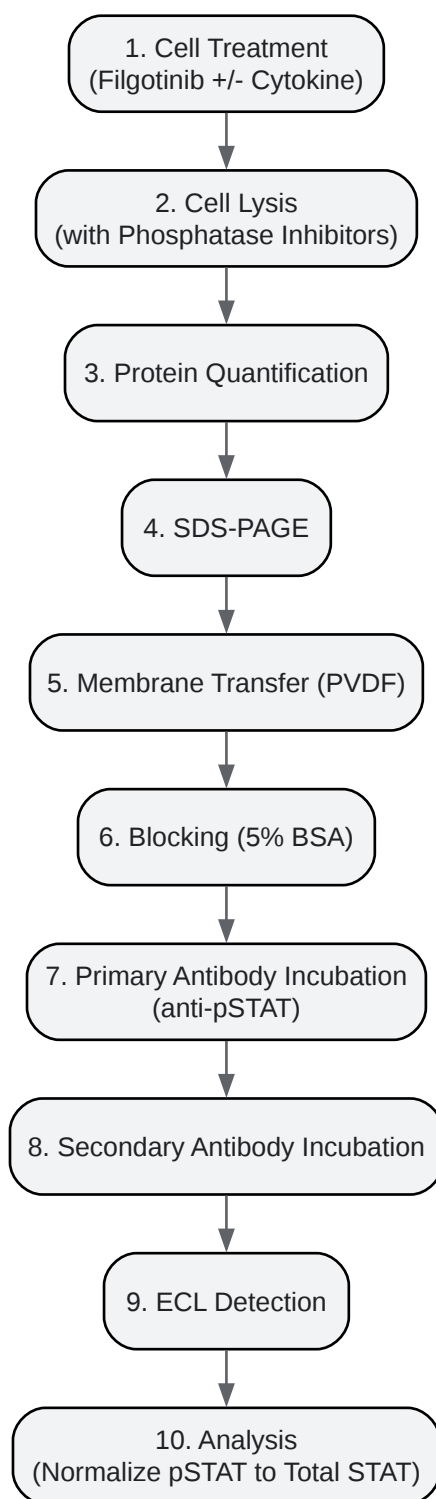 1. Cell Treatment
(Filgotinib +/- Cytokine)
2. Cell Lysis
(with Phosphatase Inhibitors)
3. Protein Quantification
4. SDS-PAGE
5. Membrane Transfer (PVDF)
6. Blocking (5% BSA)
7. Primary Antibody Incubation
(anti-pSTAT)
8. Secondary Antibody Incubation
9. ECL Detection
10. Analysis
(Normalize pSTAT to Total STAT)